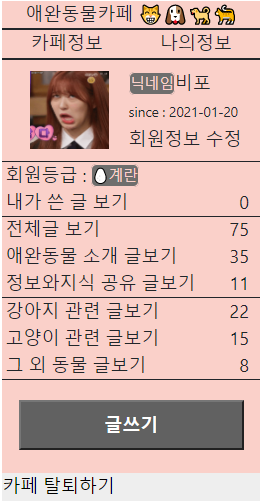 애완동물카페
카페정보 나의정보
닉네임비포
since : 2021-01-20
회원정보 수정
회원등급 : 계란
내가 쓴 글 보기 0
전체글 보기 75
애완동물 소개 글보기 35
정보와지식 공유 글보기 11
강아지 관련 글보기 22
고양이 관련 글보기 15
그 외 동물 글보기 8
글쓰기
카페 탈퇴하기